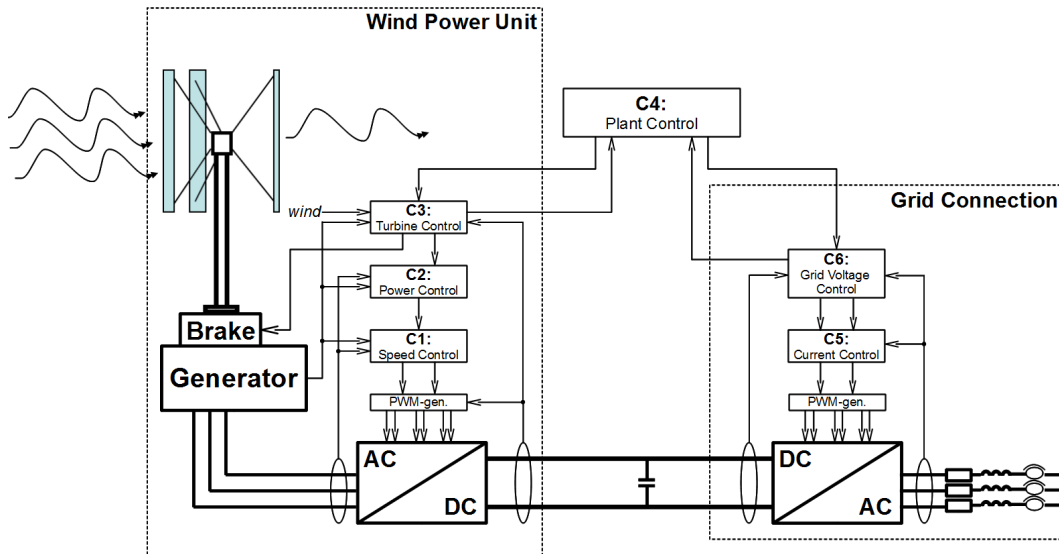 Wind Power Unit
C4:
Plant Control
Grid Connection
wind
C3:
Turbine Control
C6:
Grid Voltage
Control
C2:
Power Control
Brake
C1:
Speed Control
C5:
Current Control
Generator
PWM-gen.
PWM-gen.
AC
DC
DC
AC